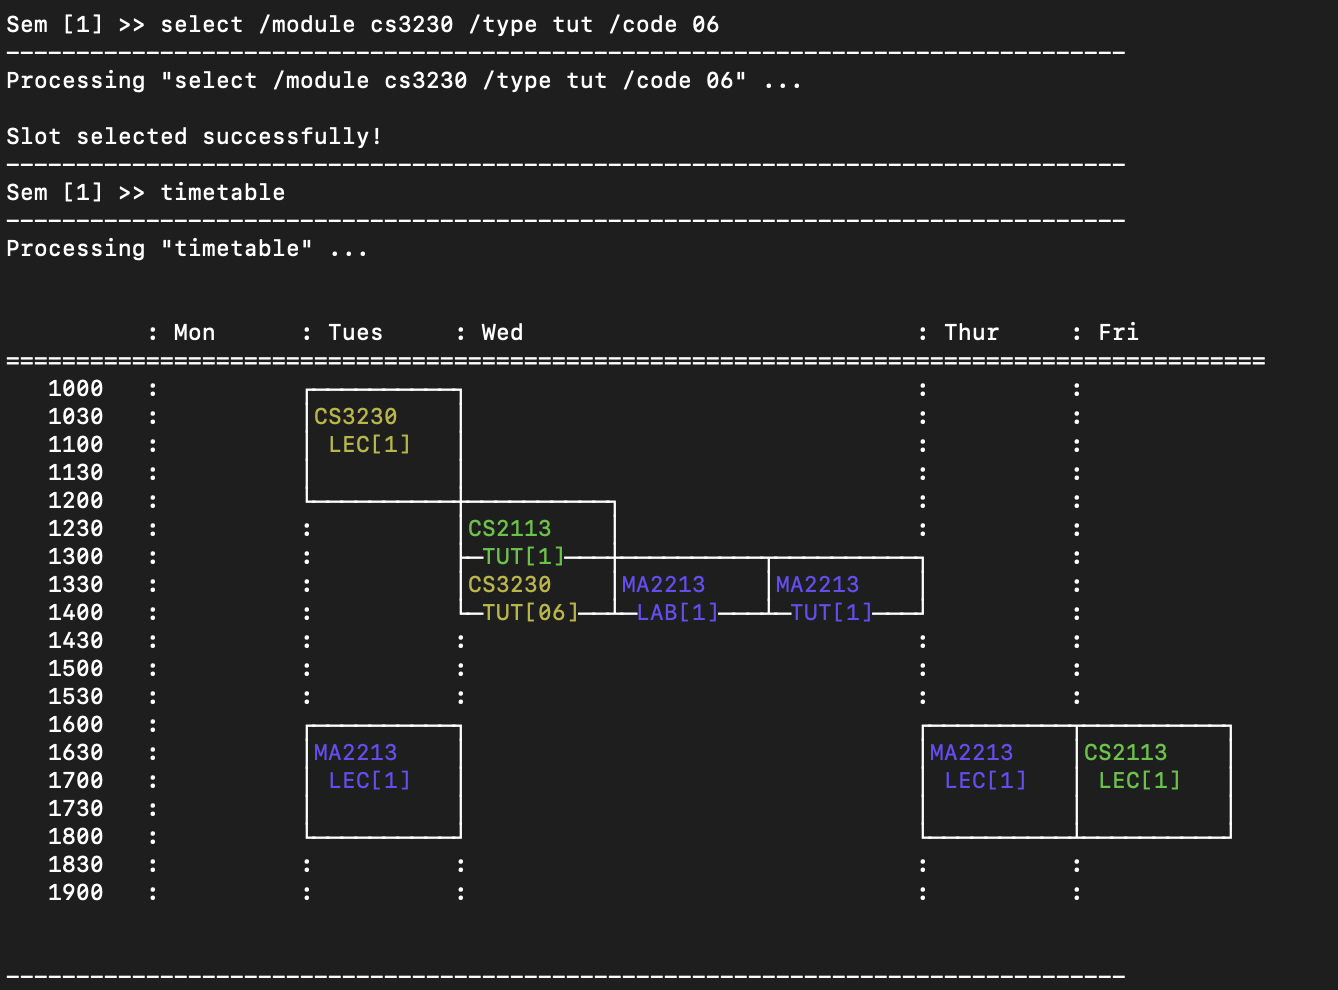 Sem [1] >> select /module cs3230 /type tut /code 06
Processing "select /module cs3230 /type tut /code 06" ...
Slot selected successfully!
Sem [1] >> timetable
Processing "timetable" ...
: Mon : Tues : Wed : Thur : Fri
1000 : : :
1030 : CS3230 : :
1100 : LEC[1] : :
1130 : : :
1200 : : :
1230 : : CS2113 : :
1300 : : TUT[1] :
1330 : : CS3230 MA2213 MA2213 :
1400 : : TUT[06] LAB[1] TUT[1] :
1430 : : : : :
1500 : : : : :
1530 : : : : :
1600 :
1630 : MA2213 MA2213 CS2113
1700 : LEC[1] LEC[1] LEC[1]
1730 :
1800 :
1830 : : : : :
1900 : : : : :